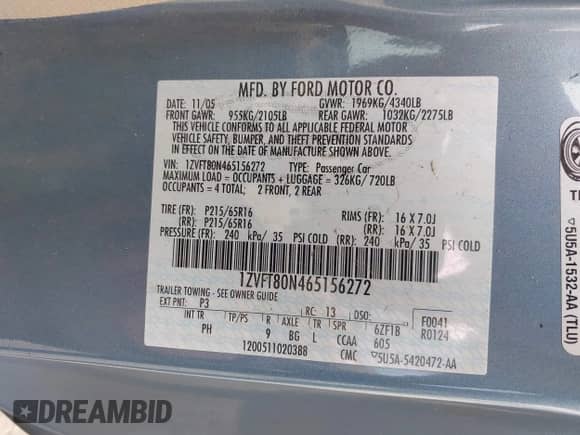 MFD. BY FORD MOTOR CO.
DATE: 11/05 GVWR: 1969KG/4340LB
FRONT GAWR: 955KG/2105LB REAR GAWR: 1032KG/2275LB
THIS VEHICLE CONFORMS TO ALL APPLICABLE FEDERAL MOTOR
VEHICLE SAFETY, BUMPER, AND THEFT PREVENTION STANDARDS
IN EFFECT ON THE DATE OF MANUFACTURE SHOWN ABOVE.
VIN: 1ZVFT80N465156272 TYPE: Passenger Car
MAXIMUM LOAD = OCCUPANTS + LUGGAGE = 326KG/720LB
OCCUPANTS = 4 TOTAL; 2 FRONT, 2 REAR
TIRE (FR): P215/65R16 RIMS (FR): 16 X 7.0J
(RR): P215/65R16 (RR): 16 X 7.0J
PRESSURE (FR): 240 kPa/ 35 PSI COLD (RR) 240 kPa/ 35 PSI COLD
1ZVFT80N465156272
TRAILER TOWING - SEE OWNER GUIDE
EXT PNT: P3 RC: 13 DSO: F0041
INT TR TP/PS R AXLE TR SPR 6ZF1B R0124
PH 9 BG L CCAA 605
1200511020388 CMC 5U5A-5420472-AA
5U5A-1532-AA (TLU)
DREAMBID